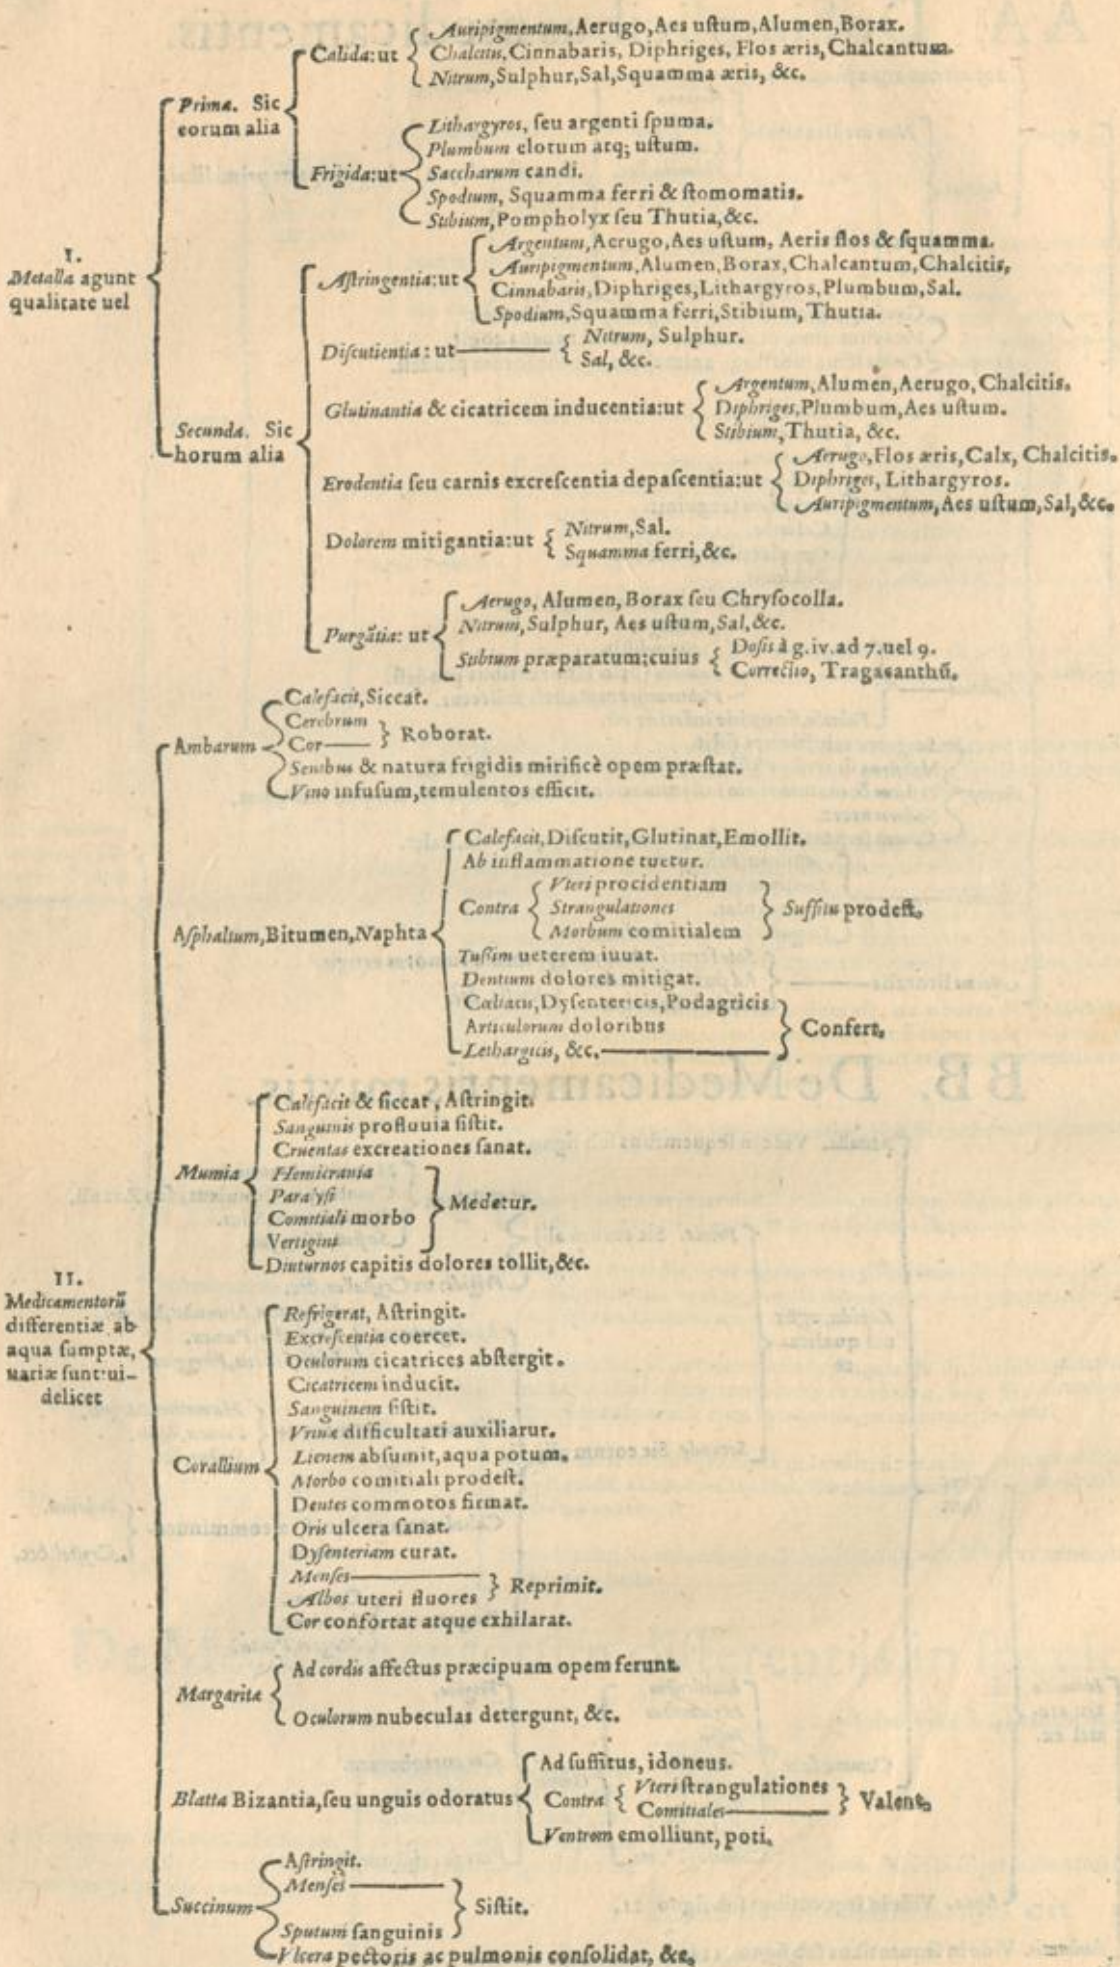 I.
Metalla agunt
qualitate uel
Primæ. Sic
eorum alia
Calida: ut
Auripigmentum, Aerugo, Aes uſtum, Alumen, Borax.
Chalcitis, Cinnabaris, Diphriges, Flos æris, Chalcantum.
Nitrum, Sulphur, Sal, Squamma æris, &c.
Frigida: ut
Lithargyros, ſeu argenti ſpuma.
Plumbum elotum atq; uſtum.
Saccharum candi.
Spodium, Squamma ferri & ſtomomatis.
Stibium, Pompholyx ſeu Thutia, &c.
Secundæ. Sic
horum alia
Aſtringentia: ut
Argentum, Aerugo, Aes uſtum, Aeris flos & ſquamma.
Auripigmentum, Alumen, Borax, Chalcantum, Chalcitis,
Cinnabaris, Diphriges, Lithargyros, Plumbum, Sal.
Spodium, Squamma ferri, Stibium, Thutia.
Diſcutientia: ut
Nitrum, Sulphur.
Sal, &c.
Glutinantia & cicatricem inducentia: ut
Argentum, Alumen, Aerugo, Chalcitis.
Diphriges, Plumbum, Aes uſtum.
Stibium, Thutia, &c.
Erodentia ſeu carnis excreſcentia depaſcentia: ut
Aerugo, Flos æris, Calx, Chalcitis.
Diphriges, Lithargyros.
Auripigmentum, Aes uſtum, Sal, &c.
Dolorem mitigantia: ut
Nitrum, Sal.
Squamma ferri, &c.
Purgãtia: ut
Aerugo, Alumen, Borax ſeu Chryſocolla.
Nitrum, Sulphur, Aes uſtum, Sal, &c.
Stibium præparatum: cuius
Doſis à g. iv. ad 7. uel 9.
Correctio, Tragacanthũ.
II.
Medicamentorũ
differentiæ ab
aqua ſumptæ,
uariæ ſunt: ui-
delicet
Ambarum
Calefacit, Siccat.
Cerebrum
Cor
Roborat.
Senibus & natura frigidis mirificè opem præſtat.
Vino infuſum, temulentos efficit.
Aſphaltum, Bitumen, Naphta
Calefacit, Diſcutit, Glutinat, Emollit.
Ab inflammatione tuetur.
Contra
Vteri procidentiam
Strangulationes
Morbum comitialem
Suffitu prodeſt.
Tuſſim ueterem iuuat.
Dentium dolores mitigat.
Cœliacis, Dyſentericis, Podagricis
Articulorum doloribus
Lethargicis, &c.
Confert.
Mumia
Calefacit & ſiccat, Aſtringit.
Sanguinis profluuia ſiſtit.
Cruentas excreationes ſanat.
Hemicrania
Paralyſi
Comitiali morbo
Vertigini
Medetur.
Diuturnos capitis dolores tollit, &c.
Corallium
Refrigerat, Aſtringit.
Excreſcentia coercet.
Oculorum cicatrices abſtergit.
Cicatricem inducit.
Sanguinem ſiſtit.
Vrinæ difficultati auxiliatur.
Lienem abſumit, aqua potum.
Morbo comitiali prodeſt.
Dentes commotos firmat.
Oris ulcera ſanat.
Dyſenteriam curat.
Menſes
Albos uteri fluores
Reprimit.
Cor confortat atque exhilarat.
Margaritæ
Ad cordis affectus præcipuam opem ferunt.
Oculorum nubeculas detergunt, &c.
Blatta Bizantia, ſeu unguis odoratus
Ad ſuffitus, idoneus.
Contra
Vteri ſtrangulationes
Comitiales
Valent.
Ventrem emolliunt, poti.
Succinum
Aſtringit.
Menſes
Sputum ſanguinis
Siſtit.
Vlcera pectoris ac pulmonis conſolidat, &c.